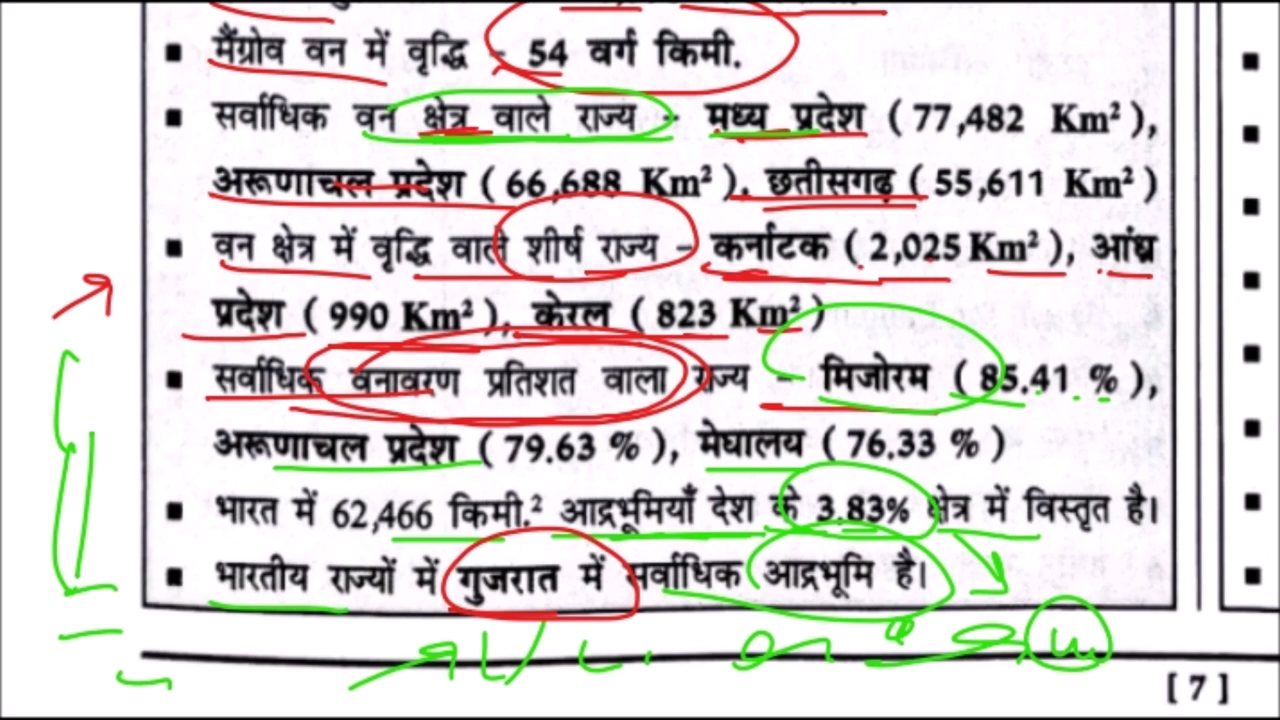 ▪ मैंग्रोव वन में वृद्धि - 54 वर्ग किमी.
▪ सर्वाधिक वन क्षेत्र वाले राज्य - मध्य प्रदेश ( 77,482 Km² ),
अरूणाचल प्रदेश ( 66,688 Km² ), छतीसगढ़ ( 55,611 Km² )
▪ वन क्षेत्र में वृद्धि वाले शीर्ष राज्य - कर्नाटक ( 2,025 Km² ), आंध्र
प्रदेश ( 990 Km² ), केरल ( 823 Km² )
▪ सर्वाधिक वनावरण प्रतिशत वाला राज्य - मिजोरम ( 85.41 % ),
अरूणाचल प्रदेश ( 79.63 % ), मेघालय ( 76.33 % )
▪ भारत में 62,466 किमी.² आद्रभूमियाँ देश के 3.83% क्षेत्र में विस्तृत है।
▪ भारतीय राज्यों में गुजरात में सर्वाधिक आद्रभूमि है।
[ 7 ]